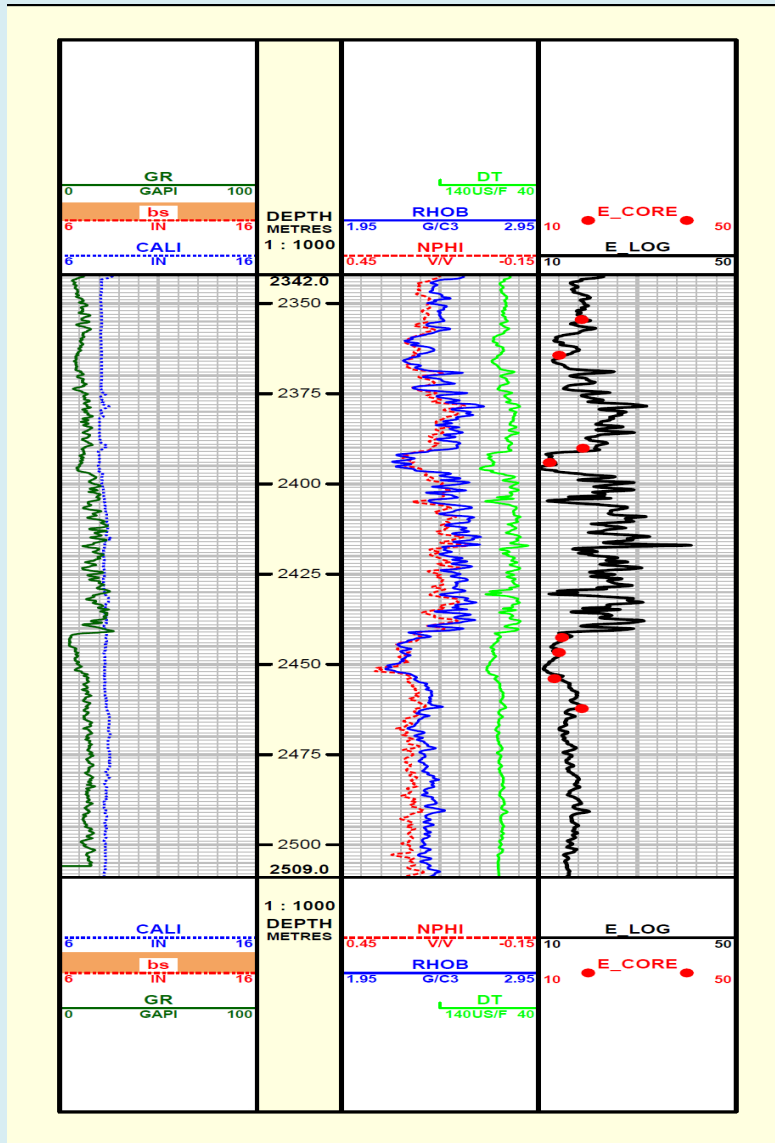 GR
0 GAPI 100
bs
6 IN 16
CALI
6 IN 16
DEPTH
METRES
1 : 1000
DT
140US/F 40
RHOB
1.95 G/C3 2.95
NPHI
0.45 V/V -0.15
E_CORE
10 50
E_LOG
10 50
2342.0
2350
2375
2400
2425
2450
2475
2500
2509.0
CALI
6 IN 16
bs
6 IN 16
GR
0 GAPI 100
1 : 1000
DEPTH
METRES
NPHI
0.45 V/V -0.15
RHOB
1.95 G/C3 2.95
DT
140US/F 40
E_LOG
10 50
E_CORE
10 50